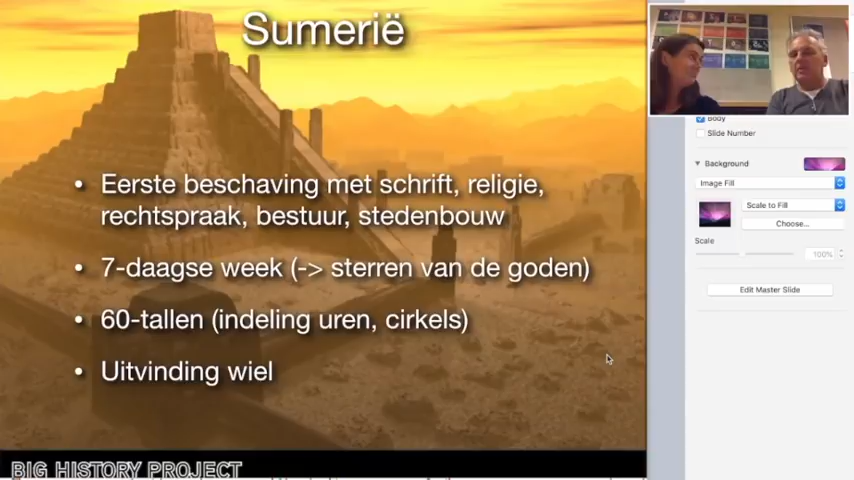 Sumerië
• Eerste beschaving met schrift, religie,
rechtspraak, bestuur, stedenbouw
• 7-daagse week (-> sterren van de goden)
• 60-tallen (indeling uren, cirkels)
• Uitvinding wiel
BIG HISTORY PROJECT
Body
Slide Number
Background
Image Fill
Scale to Fill
Choose...
Scale
100%
Edit Master Slide